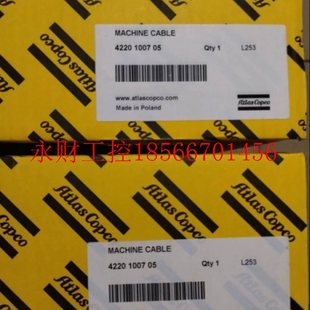 MACHINE CABLE
4220 1007 05 Qty 1 L253
www.atlascopco.com
Made in Poland
Atlas Copco
永财工控18566701456
Atlas Copco
Atlas Copco
MACHINE CABLE
4220 1007 05 Qty 1 L253
Atlas Copco